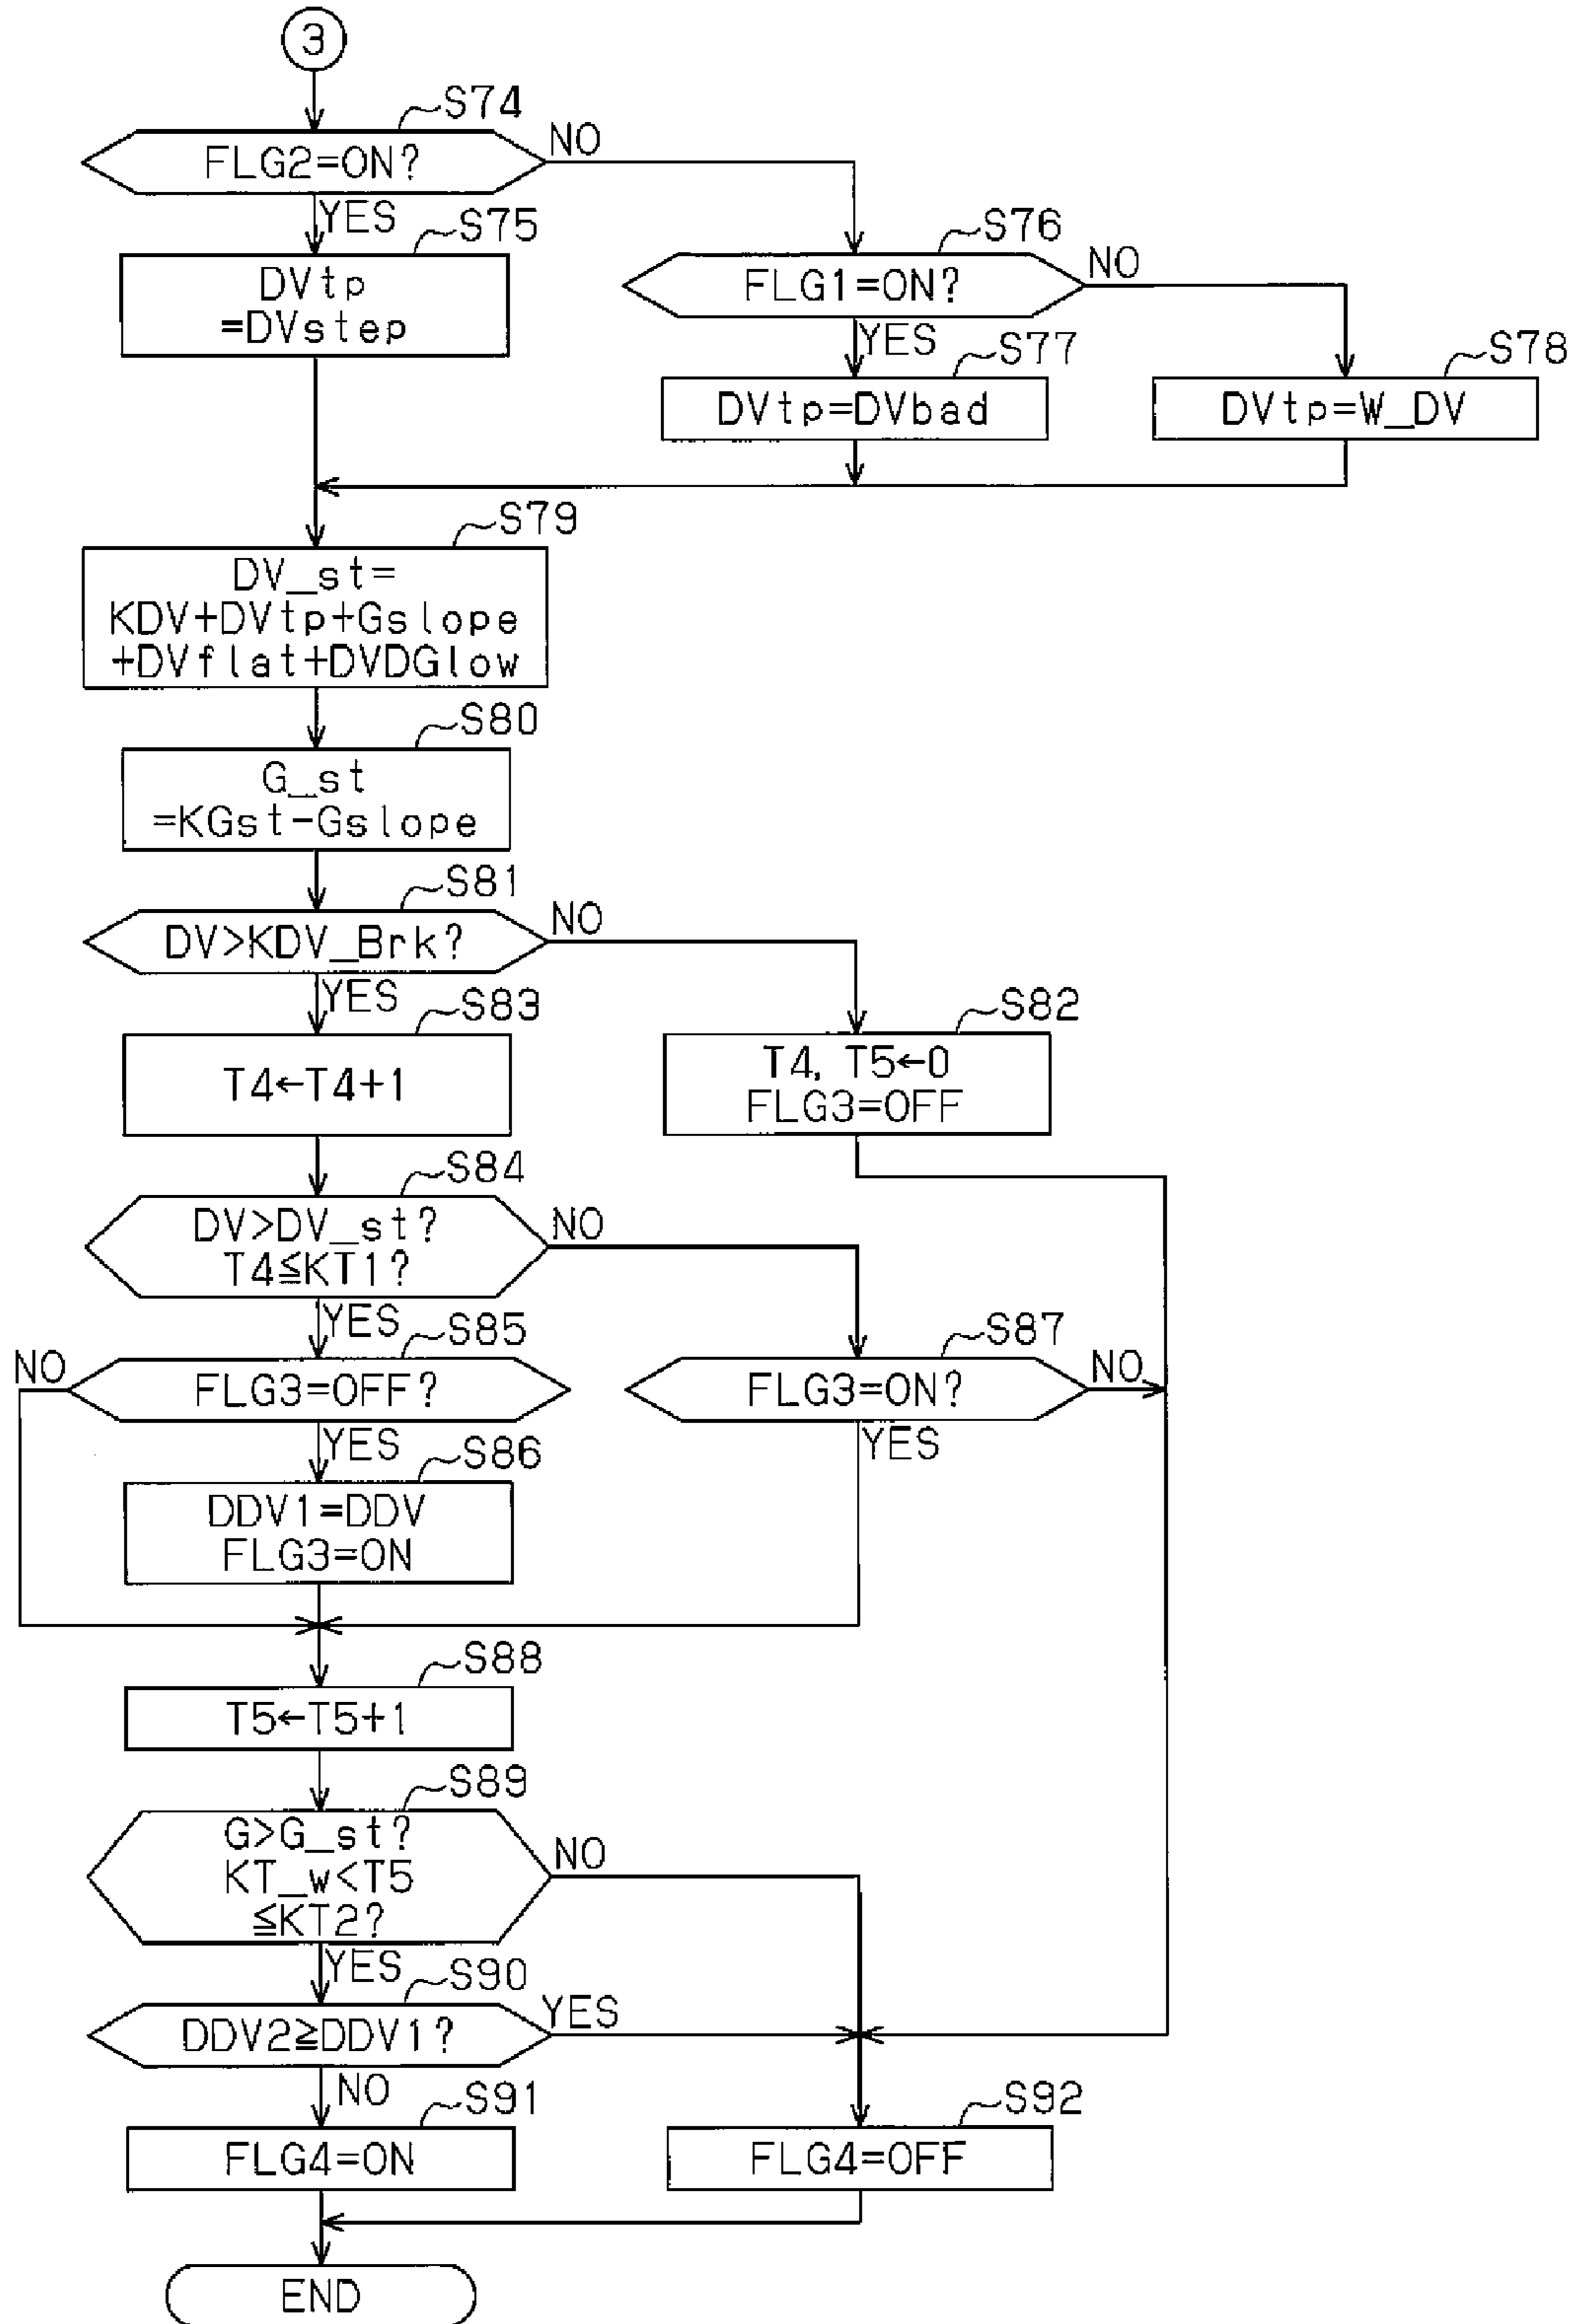 3
S74
FLG2=ON?
NO
YES
S75
DVtp
=DVstep
S76
FLG1=ON?
NO
YES
S77
DVtp=DVbad
S78
DVtp=W_DV
S79
DV_st=
KDV+DVtp+Gslope
+DVflat+DVDGlow
S80
G_st
=KGst-Gslope
S81
DV>KDV_Brk?
NO
YES
S83
T4←T4+1
S82
T4, T5←0
FLG3=OFF
S84
DV>DV_st?
T4≦KT1?
NO
YES
S85
NO
FLG3=OFF?
YES
S87
FLG3=ON?
NO
YES
S86
DDV1=DDV
FLG3=ON
S88
T5←T5+1
S89
G>G_st?
KT_w<T5
≦KT2?
NO
YES
S90
DDV2≧DDV1?
YES
NO
S91
FLG4=ON
S92
FLG4=OFF
END